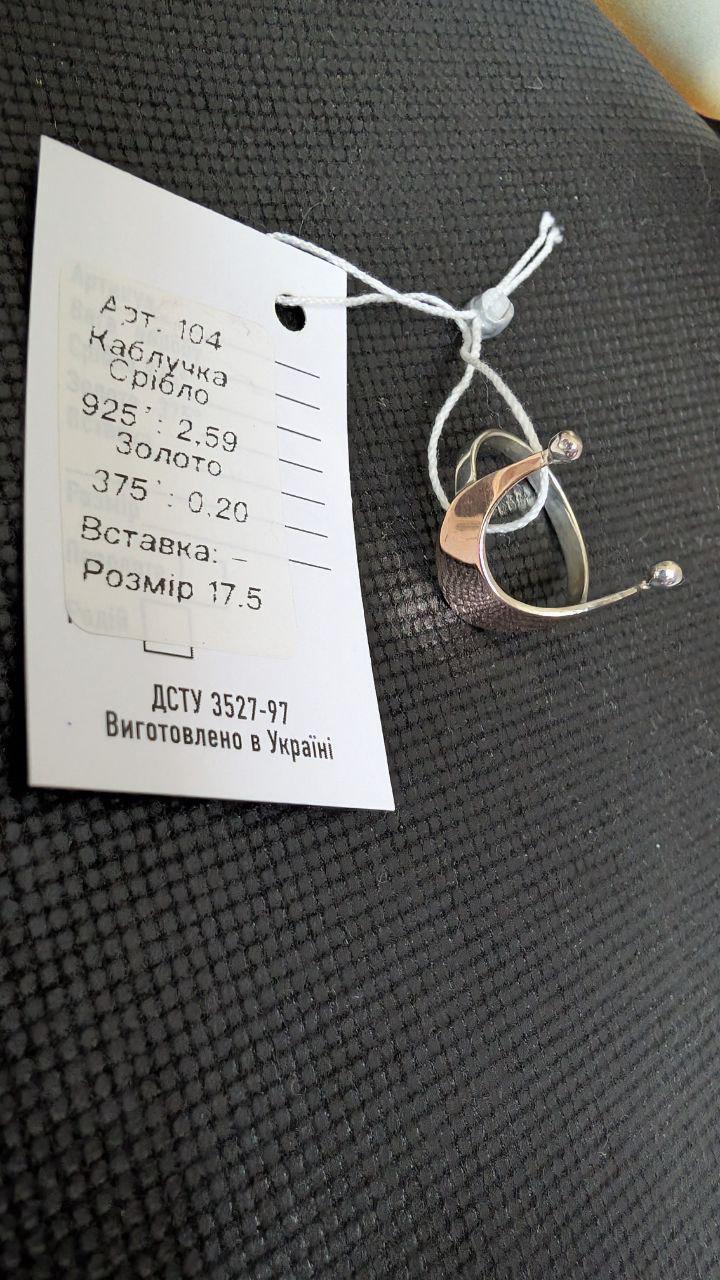 Арт. 104
Каблучка
Срібло
925°: 2,59
Золото
375°: 0,20
Вставка: –
Розмір 17.5
ДСТУ 3527-97
Виготовлено в Україні